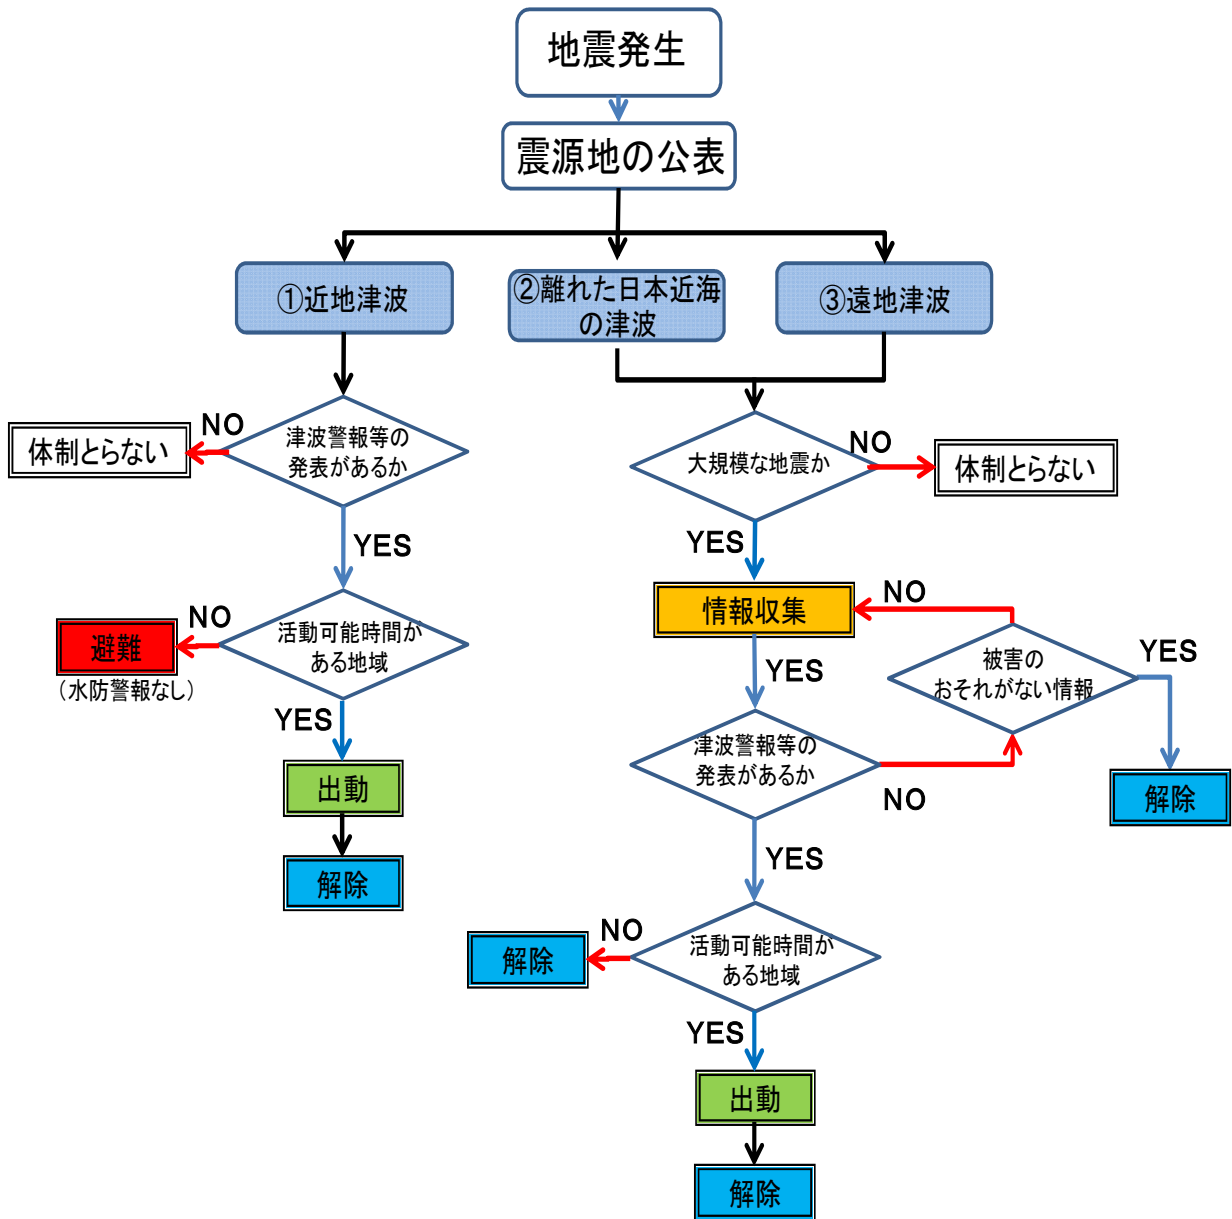 地震発生
震源地の公表
①近地津波
②離れた日本近海
の津波
③遠地津波
NO
津波警報等の
発表があるか
体制とらない
大規模な地震か
NO
体制とらない
YES
YES
情報収集
NO
NO
活動可能時間が
ある地域
避難
(水防警報なし)
YES
被害の
おそれがない情報
YES
YES
津波警報等の
発表があるか
NO
解除
出動
解除
YES
NO
活動可能時間が
ある地域
解除
YES
出動
解除